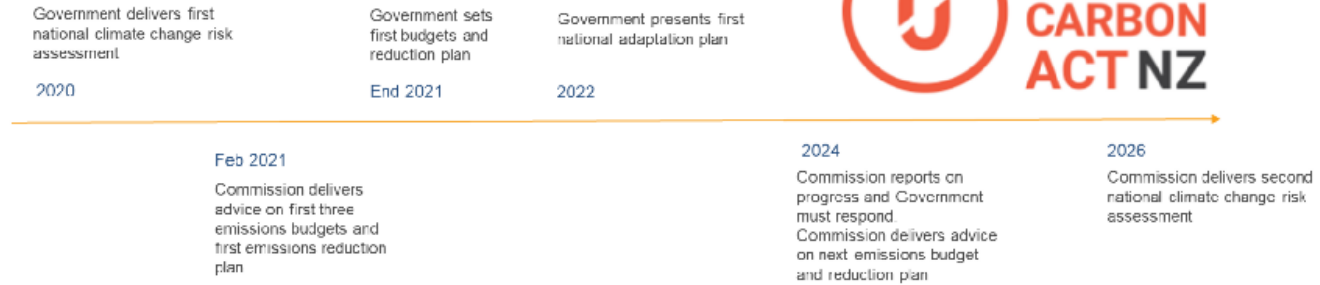 Government delivers first
national climate change risk
assessment
2020
Government sets
first budgets and
reduction plan
End 2021
Government presents first
national adaptation plan
2022
CARBON
ACT NZ
Feb 2021
Commission delivers
advice on first three
emissions budgets and
first emissions reduction
plan
2024
Commission reports on
progress and Government
must respond.
Commission delivers advice
on next emissions budget
and reduction plan
2026
Commission delivers second
national climate change risk
assessment